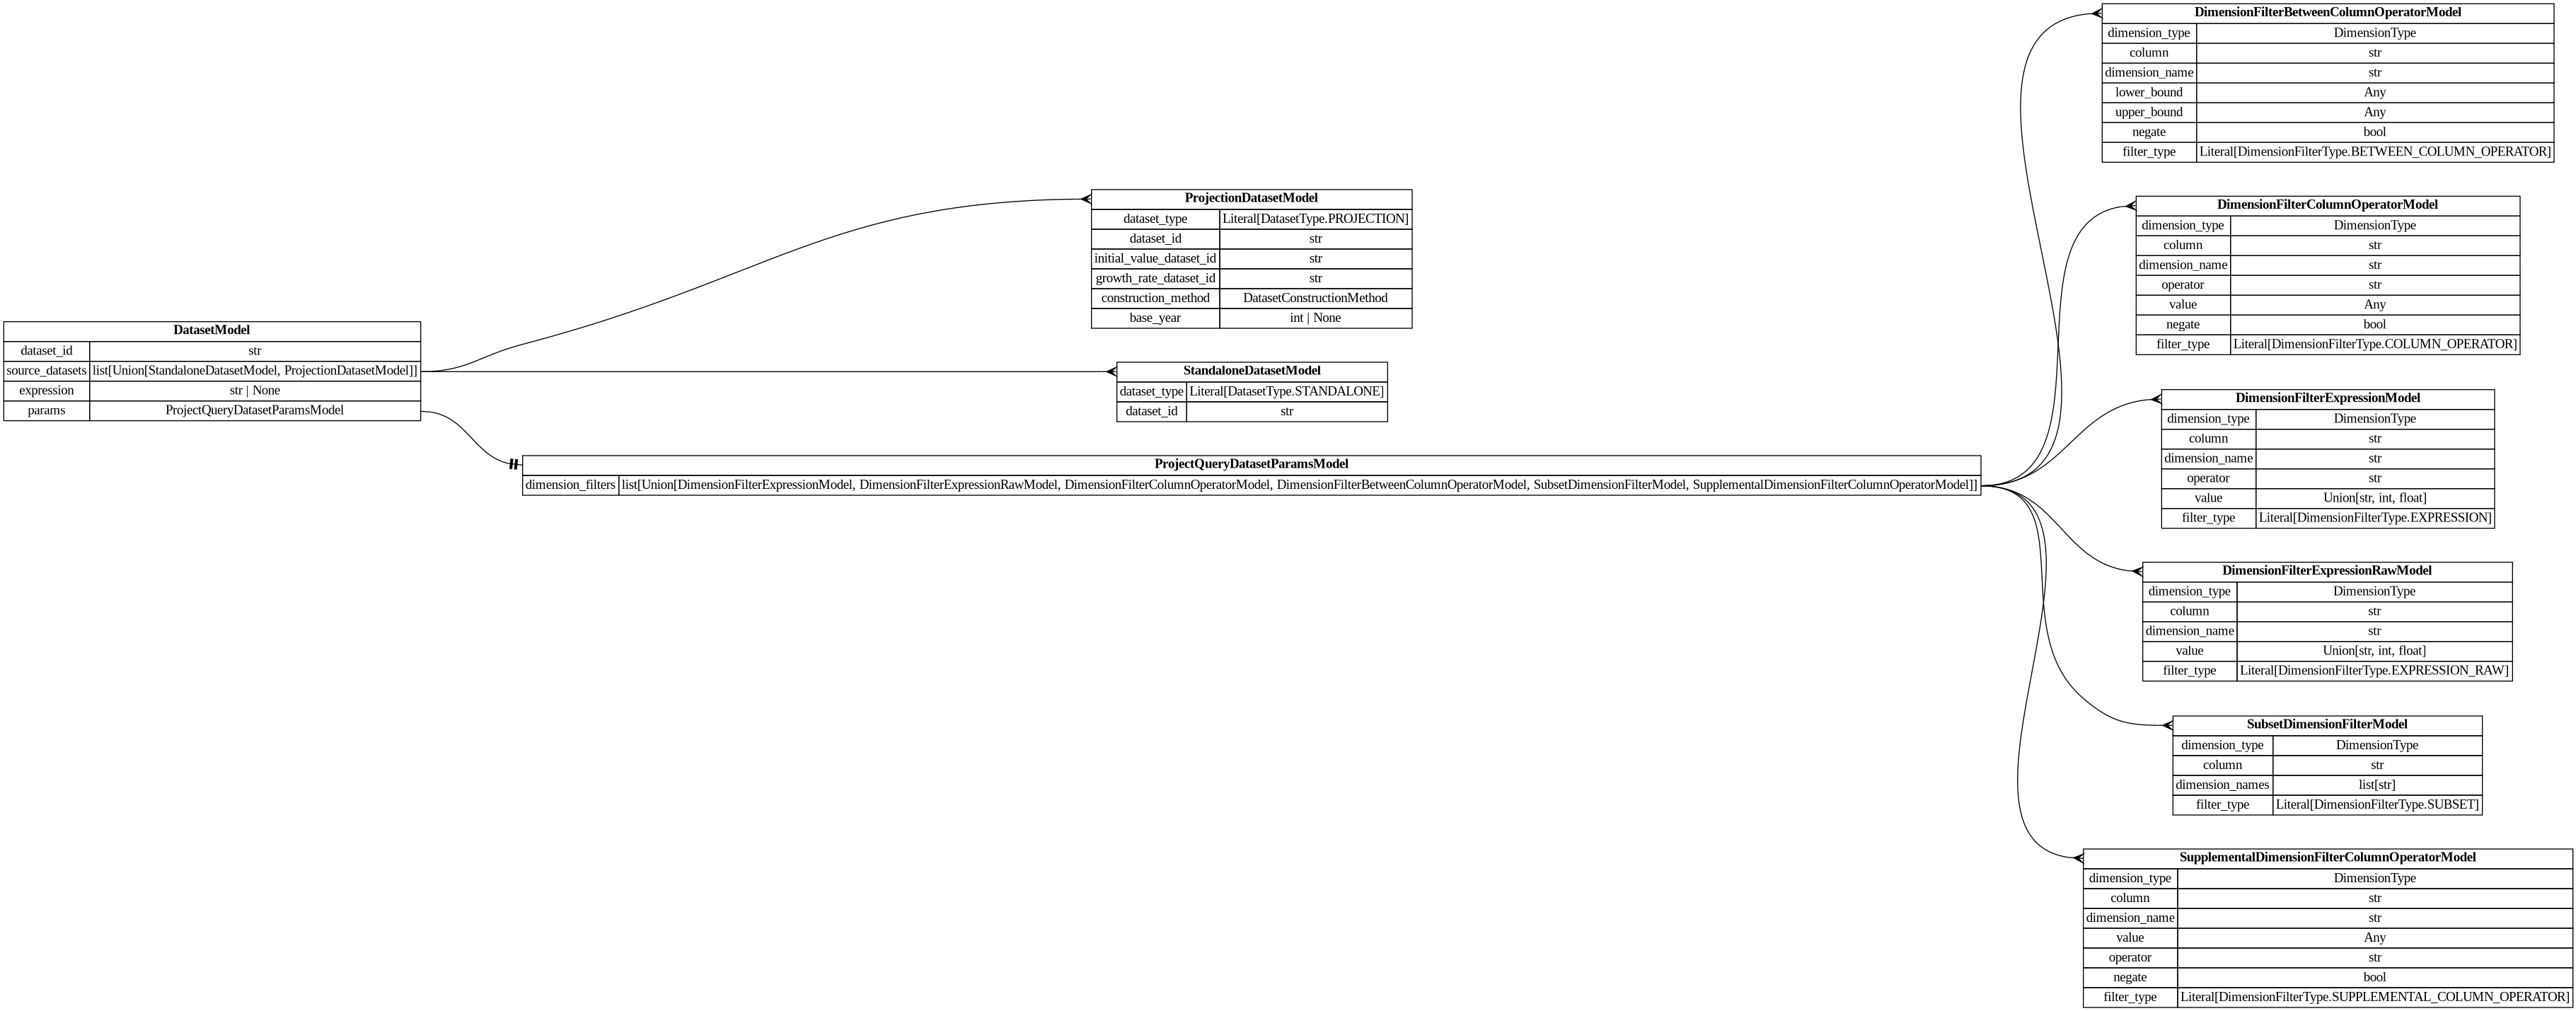 DatasetModel
dataset_id str
source_datasets list[Union[StandaloneDatasetModel, ProjectionDatasetModel]]
expression str | None
params ProjectQueryDatasetParamsModel
ProjectionDatasetModel
dataset_type Literal[DatasetType.PROJECTION]
dataset_id str
initial_value_dataset_id str
growth_rate_dataset_id str
construction_method DatasetConstructionMethod
base_year int | None
StandaloneDatasetModel
dataset_type Literal[DatasetType.STANDALONE]
dataset_id str
ProjectQueryDatasetParamsModel
dimension_filters list[Union[DimensionFilterExpressionModel, DimensionFilterExpressionRawModel, DimensionFilterColumnOperatorModel, DimensionFilterBetweenColumnOperatorModel, SubsetDimensionFilterModel, SupplementalDimensionFilterColumnOperatorModel]]
DimensionFilterBetweenColumnOperatorModel
dimension_type DimensionType
column str
dimension_name str
lower_bound Any
upper_bound Any
negate bool
filter_type Literal[DimensionFilterType.BETWEEN_COLUMN_OPERATOR]
DimensionFilterColumnOperatorModel
dimension_type DimensionType
column str
dimension_name str
operator str
value Any
negate bool
filter_type Literal[DimensionFilterType.COLUMN_OPERATOR]
DimensionFilterExpressionModel
dimension_type DimensionType
column str
dimension_name str
operator str
value Union[str, int, float]
filter_type Literal[DimensionFilterType.EXPRESSION]
DimensionFilterExpressionRawModel
dimension_type DimensionType
column str
dimension_name str
value Union[str, int, float]
filter_type Literal[DimensionFilterType.EXPRESSION_RAW]
SubsetDimensionFilterModel
dimension_type DimensionType
column str
dimension_names list[str]
filter_type Literal[DimensionFilterType.SUBSET]
SupplementalDimensionFilterColumnOperatorModel
dimension_type DimensionType
column str
dimension_name str
value Any
operator str
negate bool
filter_type Literal[DimensionFilterType.SUPPLEMENTAL_COLUMN_OPERATOR]